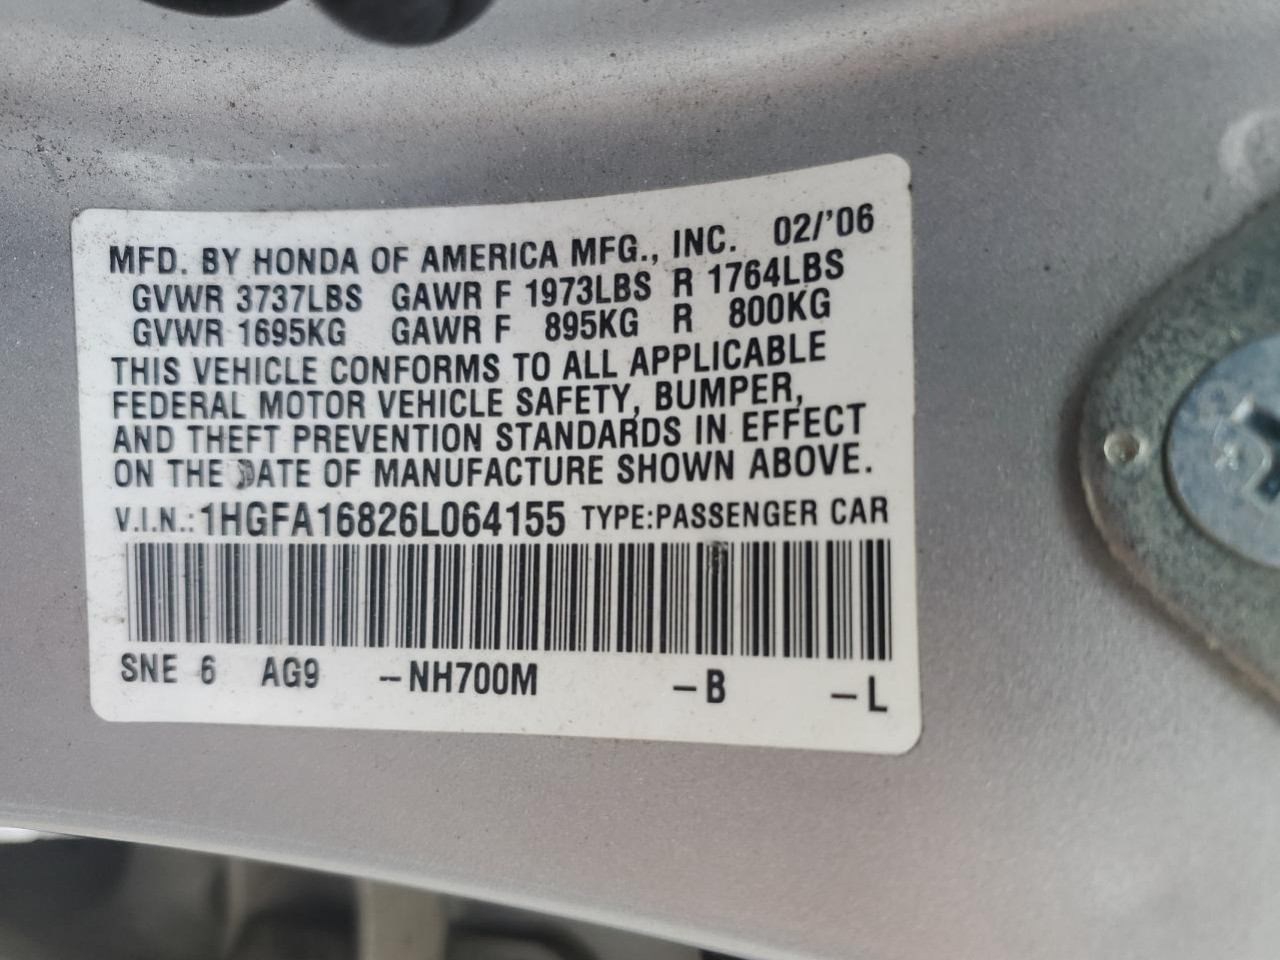 MFD. BY HONDA OF AMERICA MFG., INC. 02/'06
GVWR 3737LBS GAWR F 1973LBS R 1764LBS
GVWR 1695KG GAWR F 895KG R 800KG
THIS VEHICLE CONFORMS TO ALL APPLICABLE
FEDERAL MOTOR VEHICLE SAFETY, BUMPER,
AND THEFT PREVENTION STANDARDS IN EFFECT
ON THE DATE OF MANUFACTURE SHOWN ABOVE.
V.I.N.:1HGFA16826L064155 TYPE:PASSENGER CAR
SNE 6 AG9 -NH700M -B -L